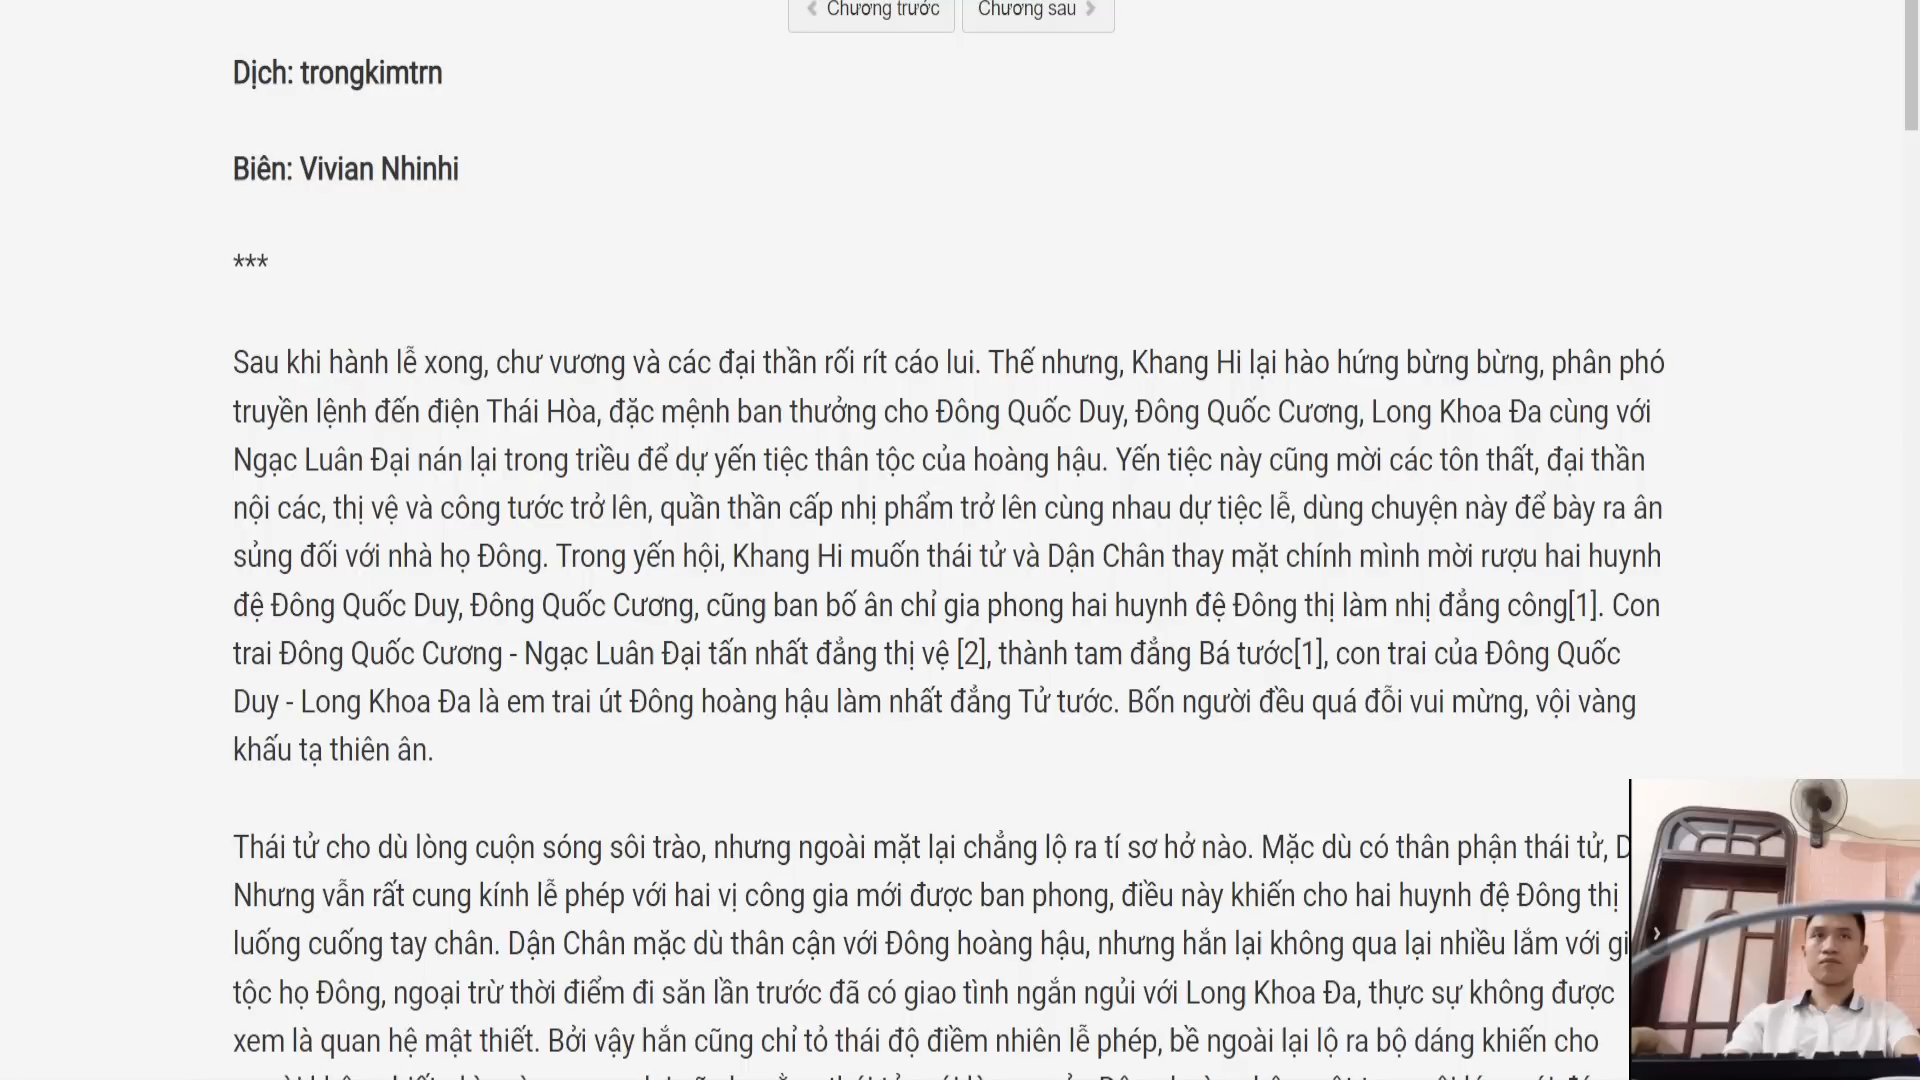 Chương trước Chương sau
Dịch: trongkimtrn
Biên: Vivian Nhinhi
***
Sau khi hành lễ xong, chư vương và các đại thần rối rít cáo lui. Thế nhưng, Khang Hi lại hào hứng bừng bừng, phân phó
truyền lệnh đến điện Thái Hòa, đặc mệnh ban thưởng cho Đông Quốc Duy, Đông Quốc Cương, Long Khoa Đa cùng với
Ngạc Luân Đại nán lại trong triều để dự yến tiệc thân tộc của hoàng hậu. Yến tiệc này cũng mời các tôn thất, đại thần
nội các, thị vệ và công tước trở lên, quần thần cấp nhị phẩm trở lên cùng nhau dự tiệc lễ, dùng chuyện này để bày ra ân
sủng đối với nhà họ Đông. Trong yến hội, Khang Hi muốn thái tử và Dận Chân thay mặt chính mình mời rượu hai huynh
đệ Đông Quốc Duy, Đông Quốc Cương, cũng ban bố ân chỉ gia phong hai huynh đệ Đông thị làm nhị đẳng công[1]. Con
trai Đông Quốc Cương - Ngạc Luân Đại tấn nhất đẳng thị vệ [2], thành tam đẳng Bá tước[1], con trai của Đông Quốc
Duy - Long Khoa Đa là em trai út Đông hoàng hậu làm nhất đẳng Tử tước. Bốn người đều quá đỗi vui mừng, vội vàng
khấu tạ thiên ân.
Thái tử cho dù lòng cuộn sóng sôi trào, nhưng ngoài mặt lại chẳng lộ ra tí sơ hở nào. Mặc dù có thân phận thái tử,
Nhưng vẫn rất cung kính lễ phép với hai vị công gia mới được ban phong, điều này khiến cho hai huynh đệ Đông thị
luống cuống tay chân. Dận Chân mặc dù thân cận với Đông hoàng hậu, nhưng hắn lại không qua lại nhiều lắm với
tộc họ Đông, ngoại trừ thời điểm đi săn lần trước đã có giao tình ngắn ngủi với Long Khoa Đa, thực sự không được
xem là quan hệ mật thiết. Bởi vậy hắn cũng chỉ tỏ thái độ điềm nhiên lễ phép, bề ngoài lại lộ ra bộ dáng khiến cho